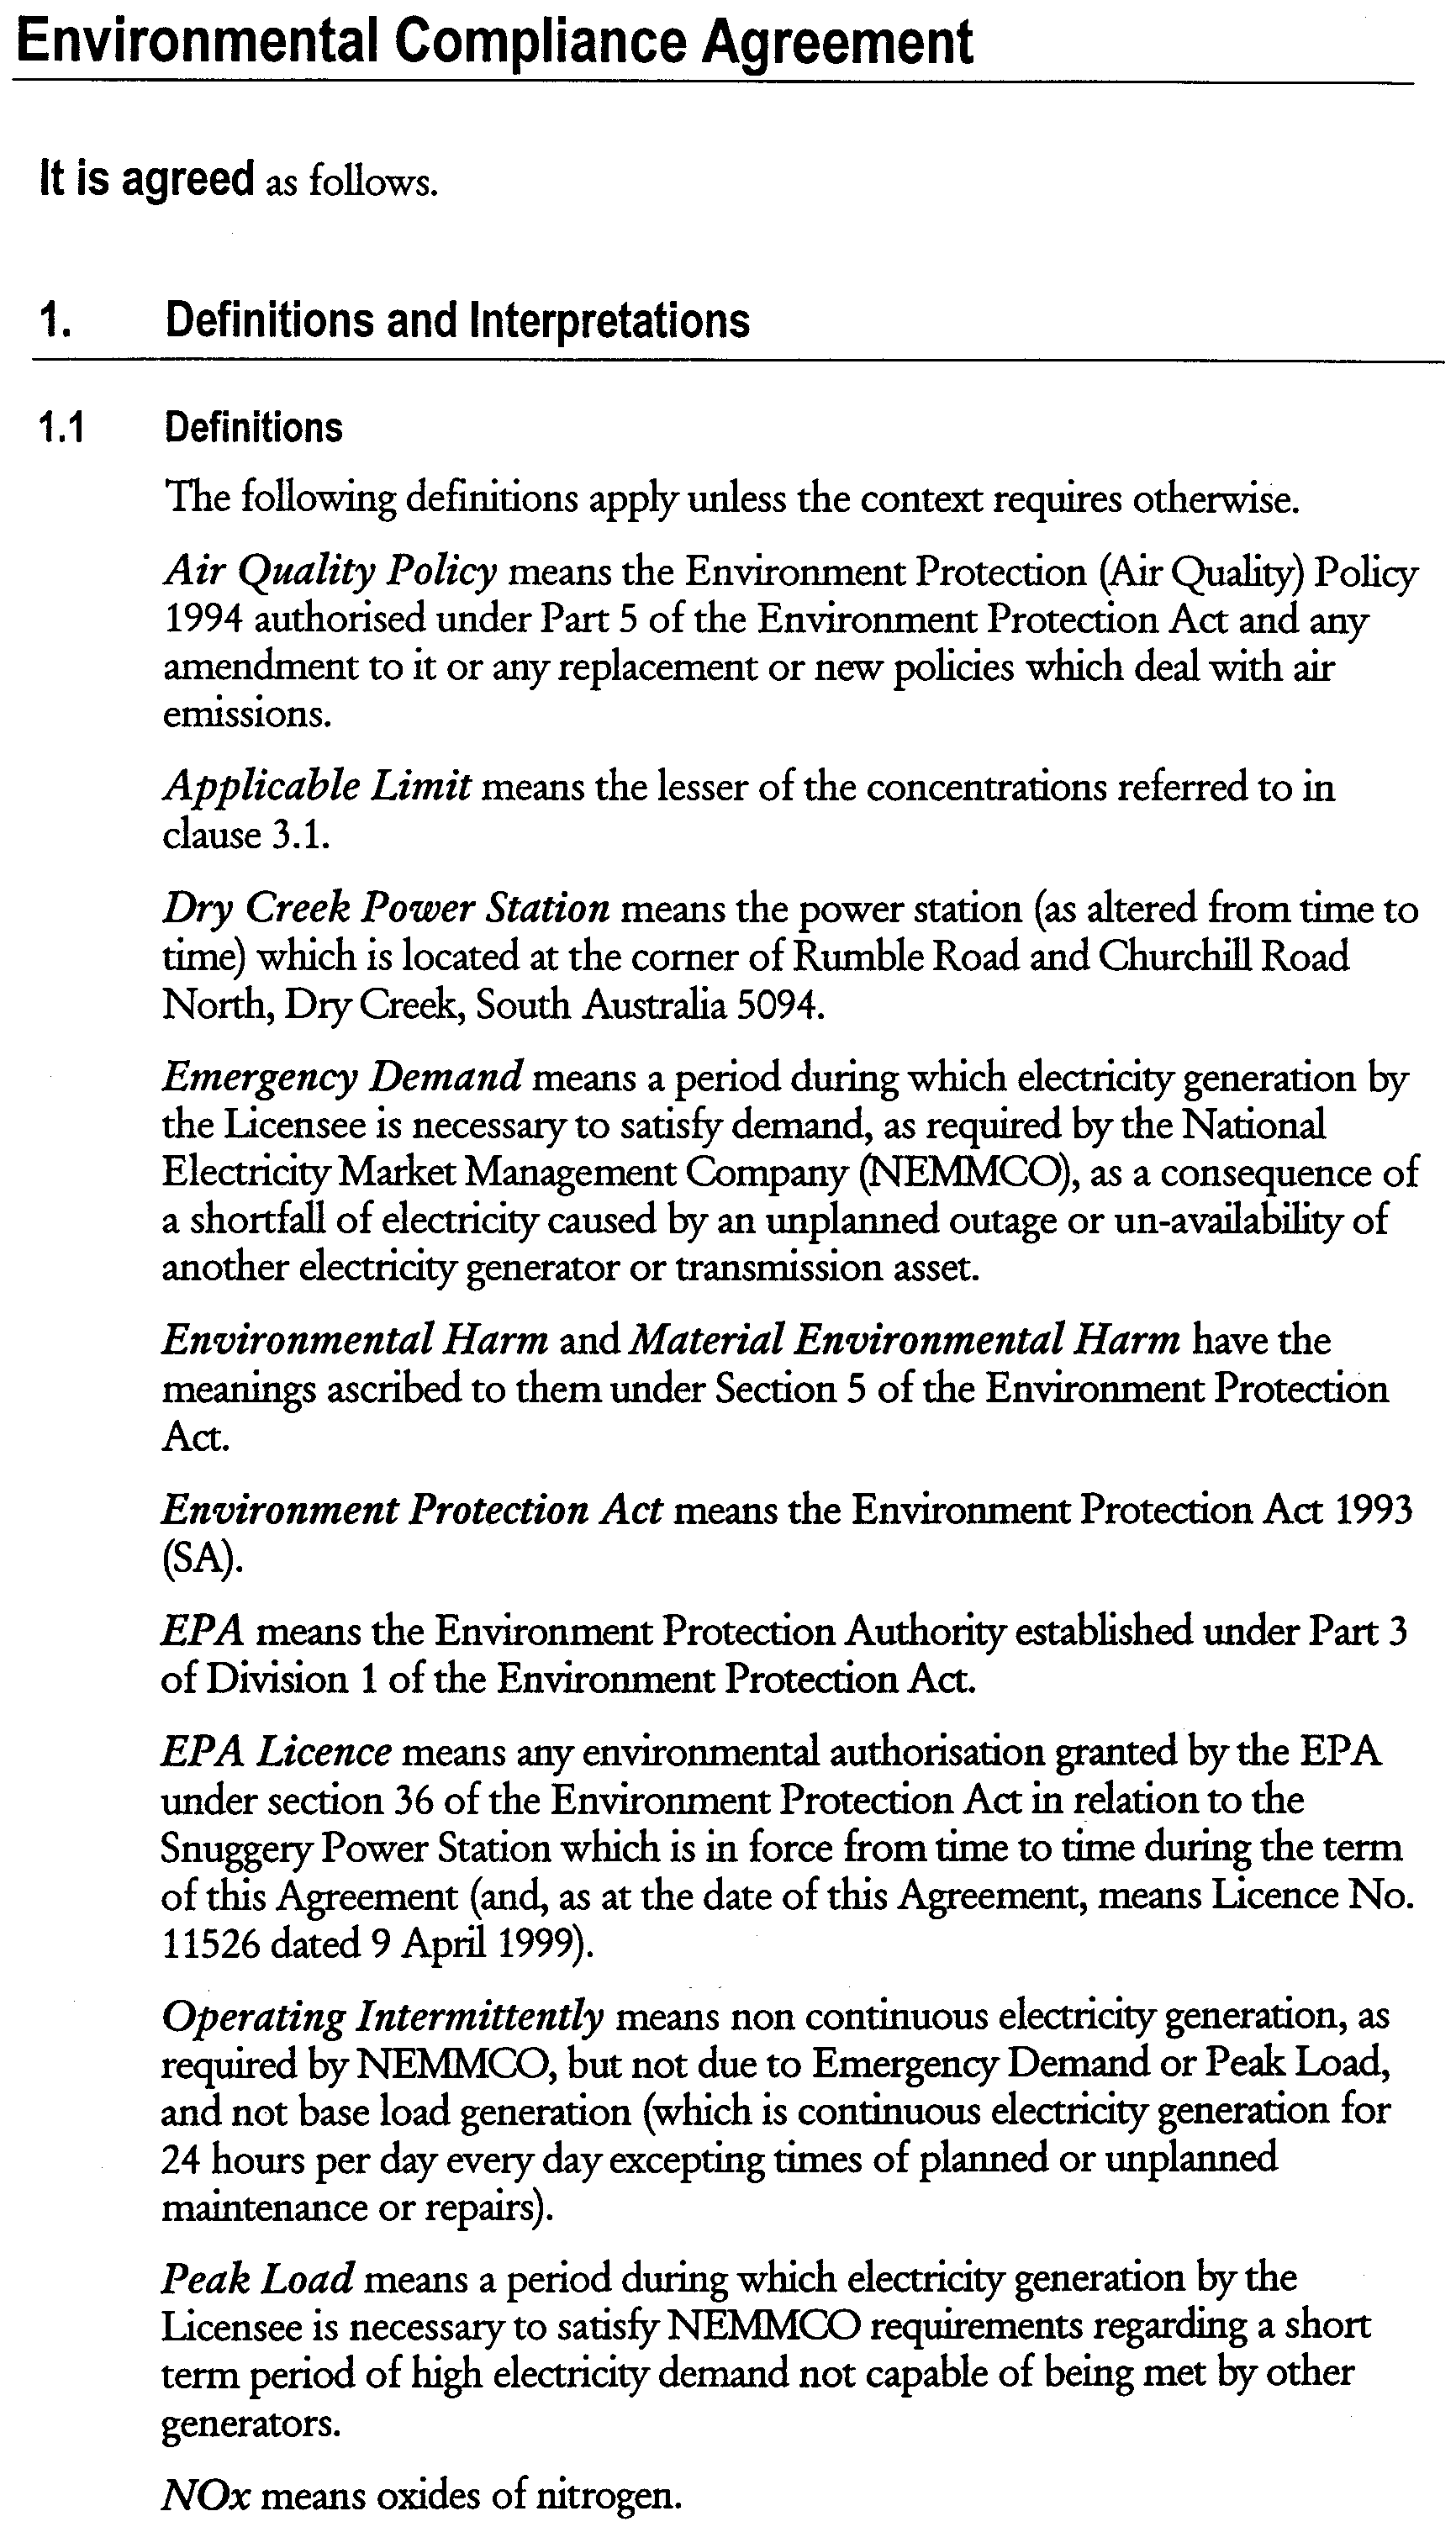 Environmental Compliance Agreement
It is agreed as follows.
1. Definitions and Interpretations
1.1 Definitions
The following definitions apply unless the context requires otherwise.
Air Quality Policy means the Environment Protection (Air Quality) Policy
1994 authorised under Part 5 of the Environment Protection Act and any
amendment to it or any replacement or new policies which deal with air
emissions.
Applicable Limit means the lesser of the concentrations referred to in
clause 3.1.
Dry Creek Power Station means the power station (as altered from time to
time) which is located at the corner of Rumble Road and Churchill Road
North, Dry Creek, South Australia 5094.
Emergency Demand means a period during which electricity generation by
the Licensee is necessary to satisfy demand, as required by the National
Electricity Market Management Company (NEMMCO), as a consequence of
a shortfall of electricity caused by an unplanned outage or un-availability of
another electricity generator or transmission asset.
Environmental Harm and Material Environmental Harm have the
meanings ascribed to them under Section 5 of the Environment Protection
Act.
Environment Protection Act means the Environment Protection Act 1993
(SA).
EPA means the Environment Protection Authority established under Part 3
of Division 1 of the Environment Protection Act.
EPA Licence means any environmental authorisation granted by the EPA
under section 36 of the Environment Protection Act in relation to the
Snuggery Power Station which is in force from time to time during the term
of this Agreement (and, as at the date of this Agreement, means Licence No.
11526 dated 9 April 1999).
Operating Intermittently means non continuous electricity generation, as
required by NEMMCO, but not due to Emergency Demand or Peak Load,
and not base load generation (which is continuous electricity generation for
24 hours per day every day excepting times of planned or unplanned
maintenance or repairs).
Peak Load means a period during which electricity generation by the
Licensee is necessary to satisfy NEMMCO requirements regarding a short
term period of high electricity demand not capable of being met by other
generators.
NOx means oxides of nitrogen.